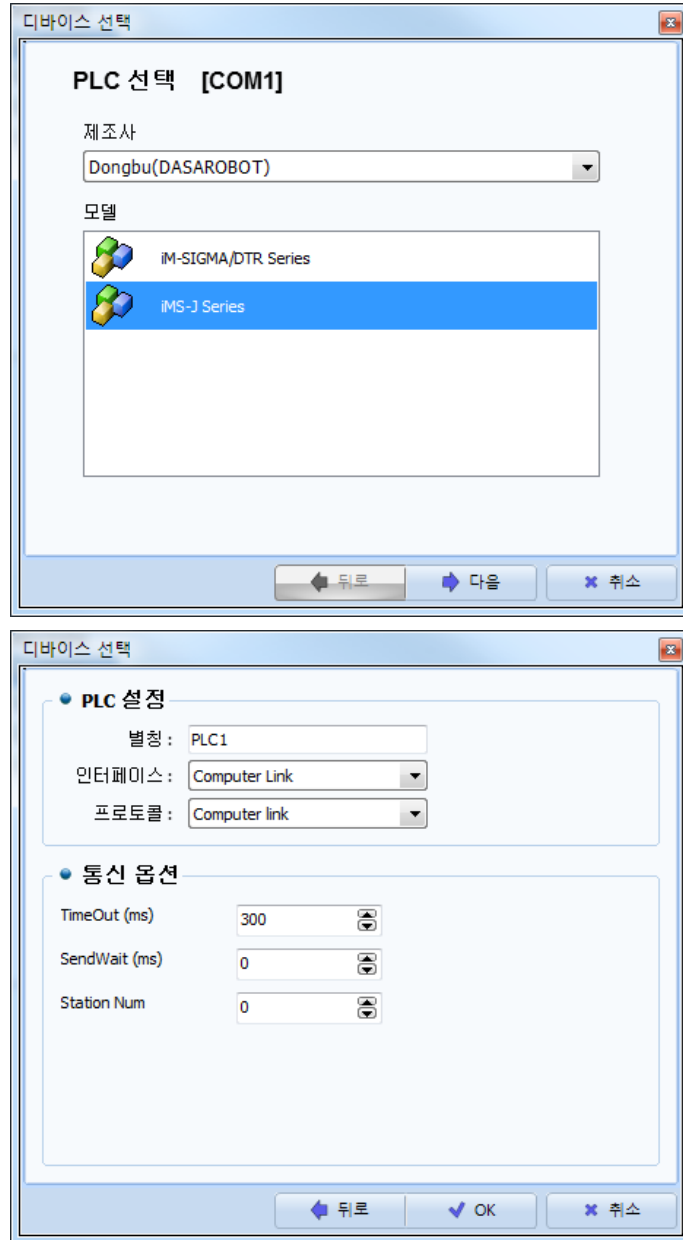 디바이스 선택
PLC 선택 [COM1]
제조사
Dongbu(DASAROBOT)
모델
iM-SIGMA/DTR Series
iMS-J Series
뒤로 다음 취소
디바이스 선택
PLC 설정
별칭 : PLC1
인터페이스 : Computer Link
프로토콜 : Computer link
통신 옵션
TimeOut (ms) 300
SendWait (ms) 0
Station Num 0
뒤로 OK 취소